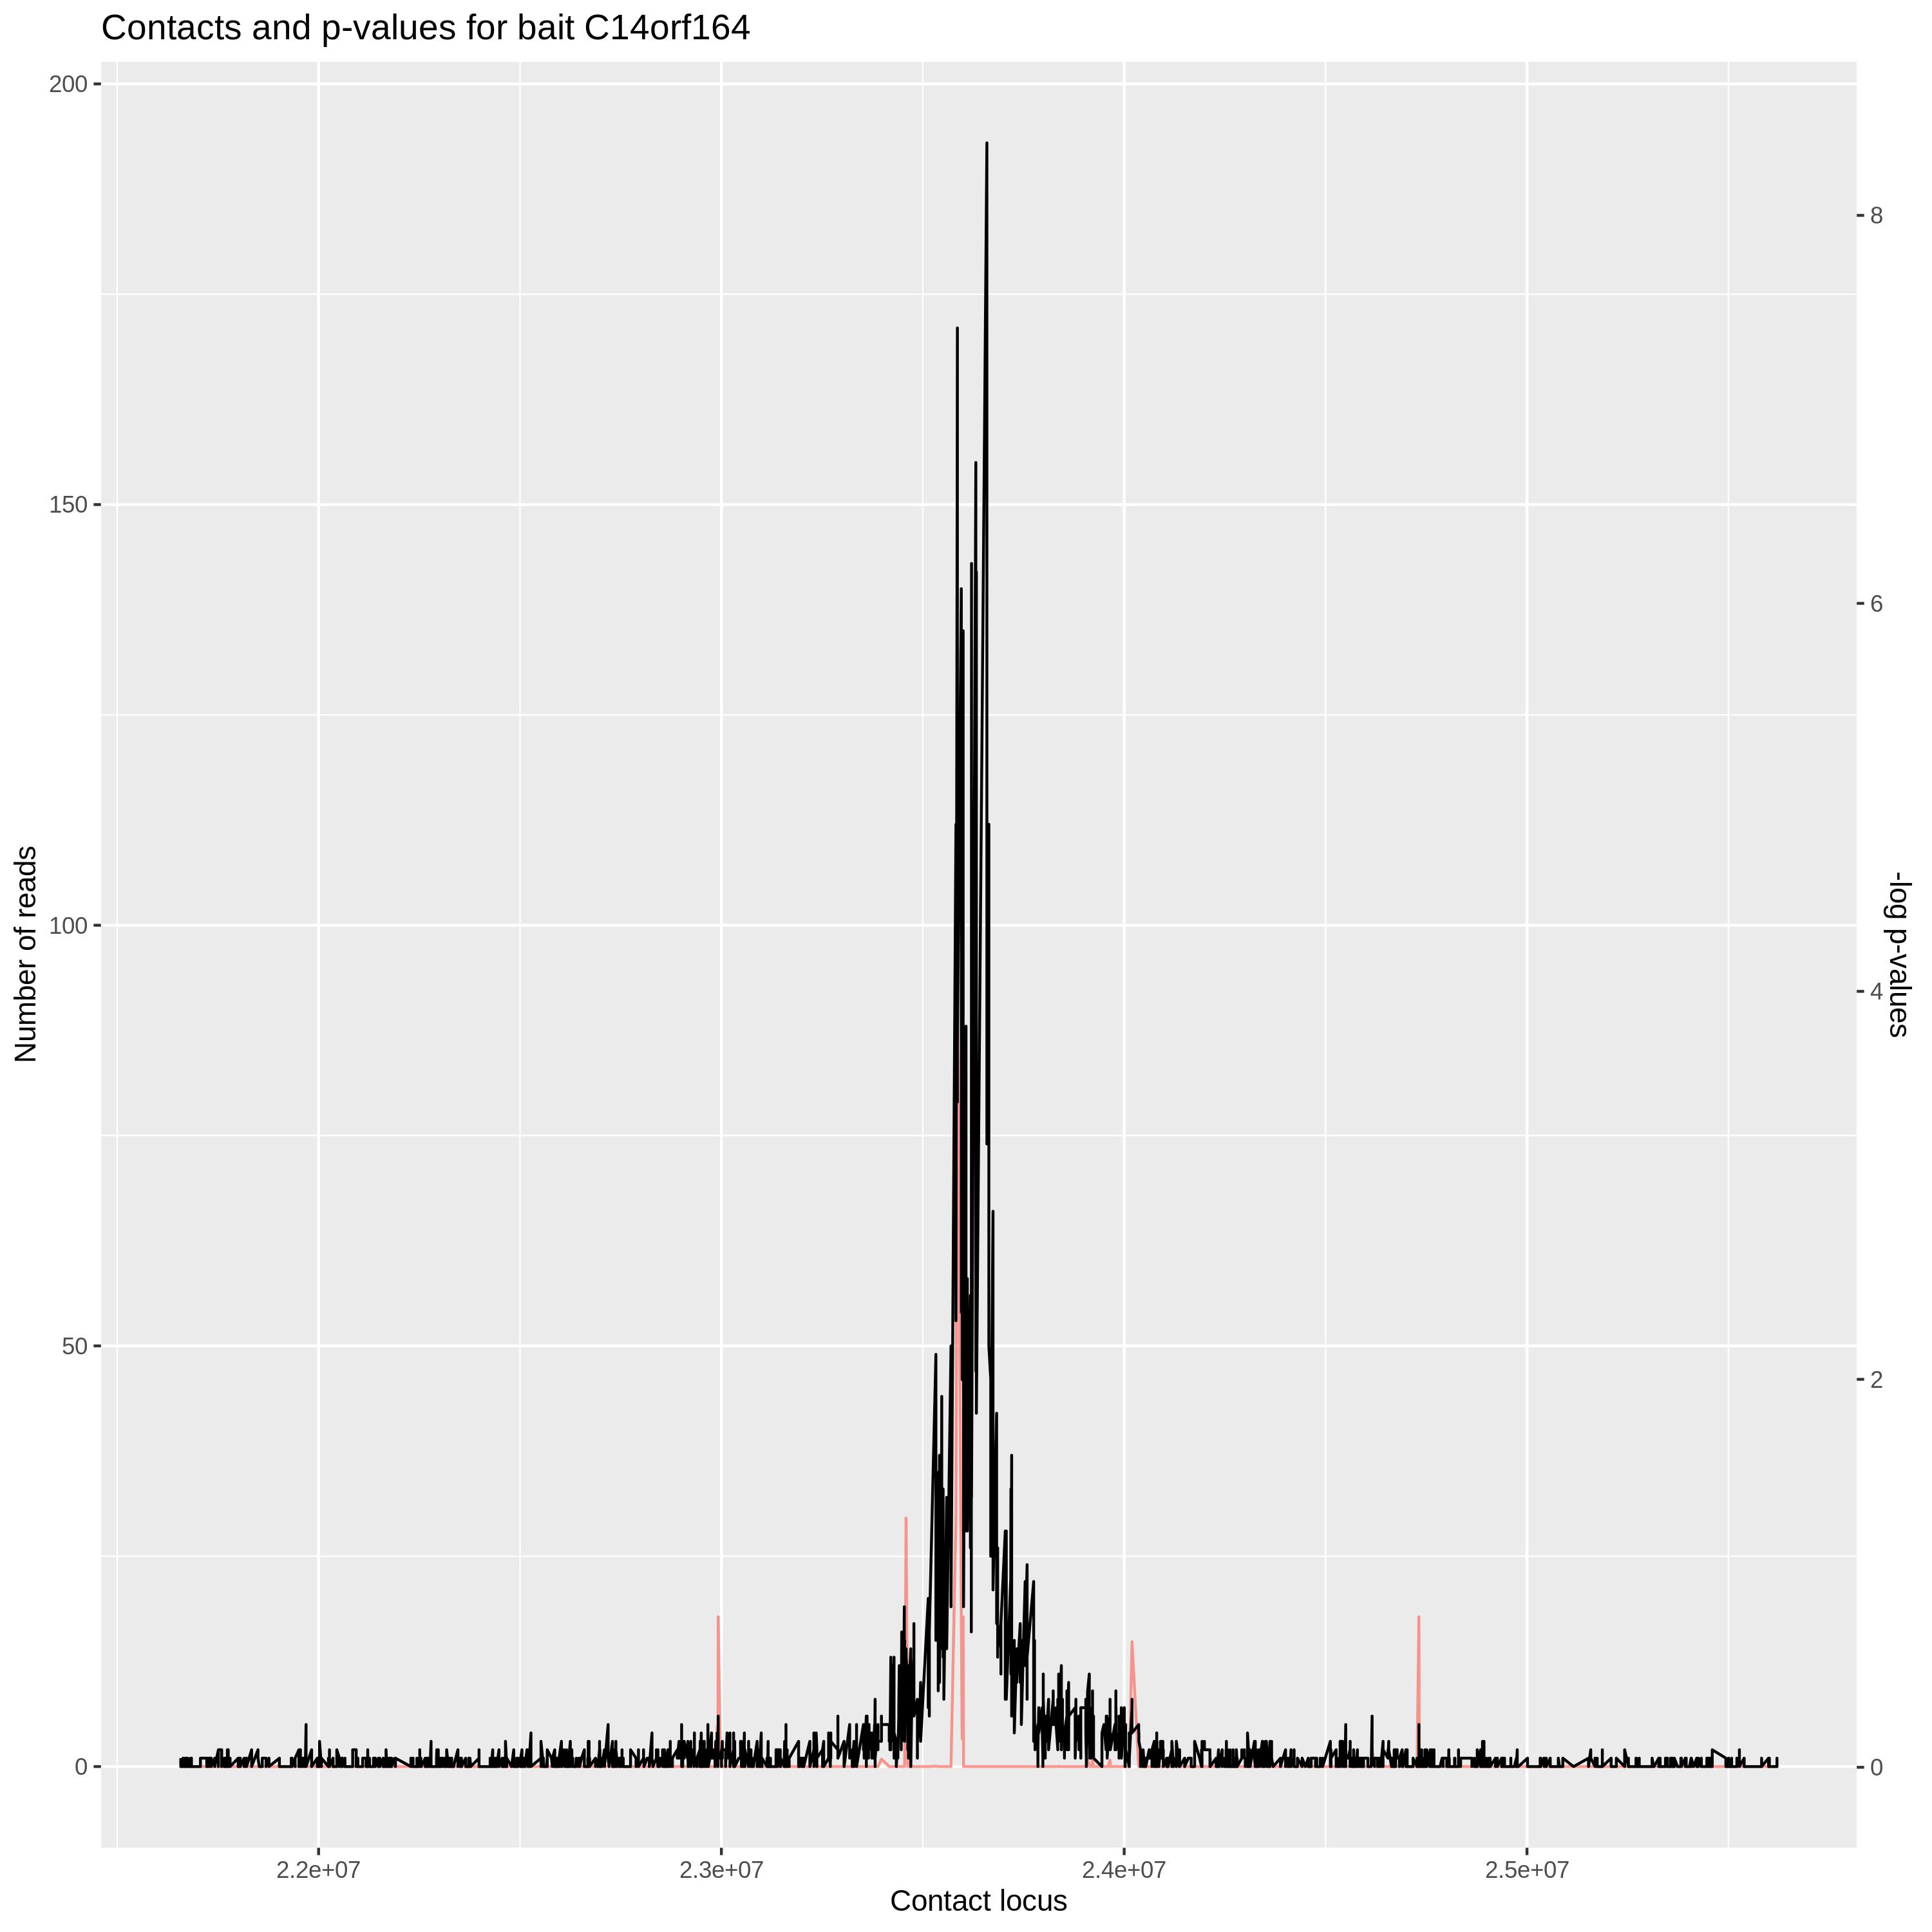 Contacts and p-values for bait C14orf164
200
150
100
50
0
Number of reads
8
6
4
2
0
-log p-values
2.2e+07
2.3e+07
2.4e+07
2.5e+07
Contact locus